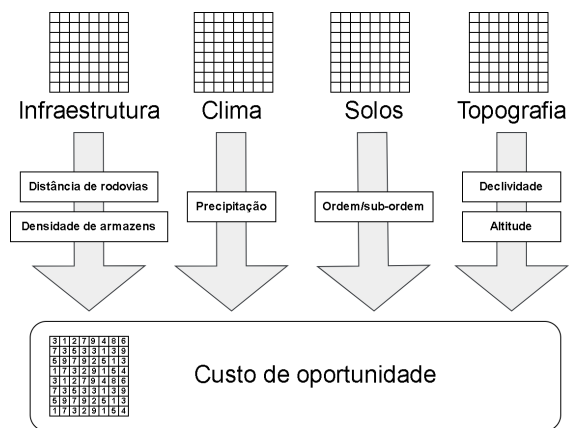 Infraestrutura
Clima
Solos
Topografia
Distância de rodovias
Densidade de armazens
Precipitação
Ordem/sub-ordem
Declividade
Altitude
3 1 2 7 9 4 8 6
7 3 5 3 3 1 3 9
5 9 7 9 2 5 1 3
1 7 3 2 9 1 5 4
3 1 2 7 9 4 8 6
7 3 5 3 3 1 3 9
5 9 7 9 2 5 1 3
1 7 3 2 9 1 5 4
Custo de oportunidade